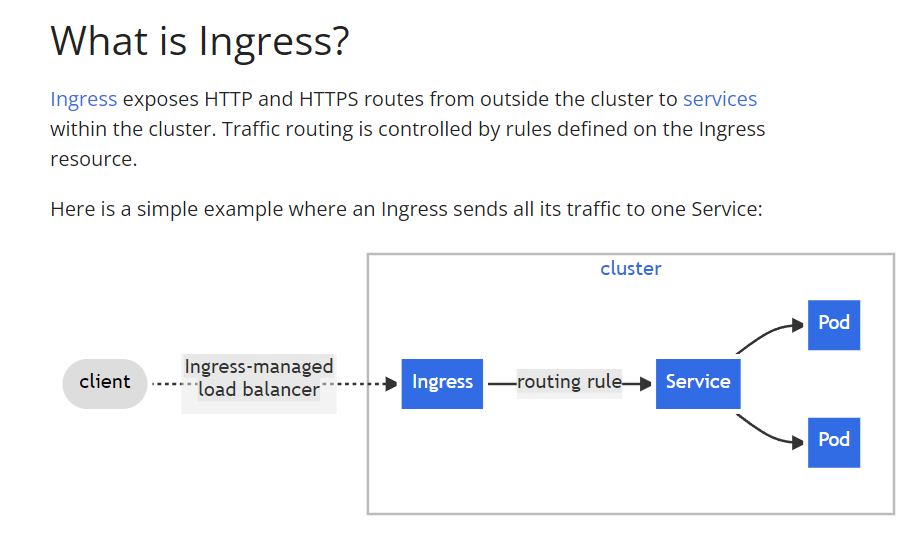 What is Ingress?
Ingress exposes HTTP and HTTPS routes from outside the cluster to services
within the cluster. Traffic routing is controlled by rules defined on the Ingress
resource.
Here is a simple example where an Ingress sends all its traffic to one Service:
cluster
client
Ingress-managed
load balancer
Ingress
routing rule
Service
Pod
Pod